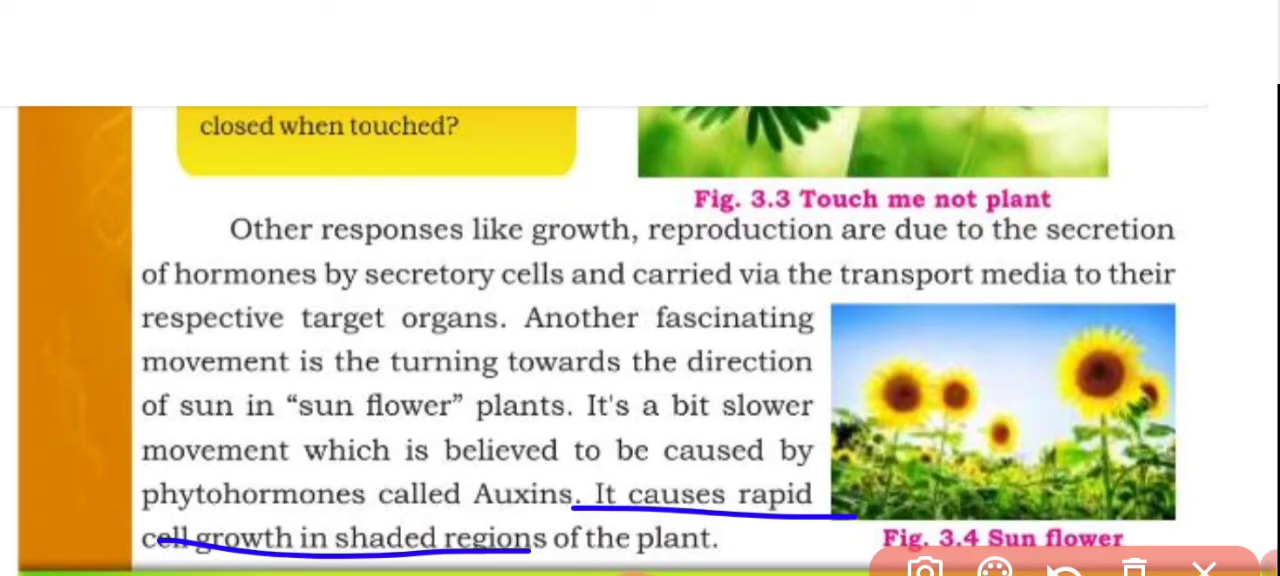 closed when touched?
Fig. 3.3 Touch me not plant
Other responses like growth, reproduction are due to the secretion
of hormones by secretory cells and carried via the transport media to their
respective target organs. Another fascinating
movement is the turning towards the direction
of sun in “sun flower” plants. It's a bit slower
movement which is believed to be caused by
phytohormones called Auxins. It causes rapid
cell growth in shaded regions of the plant.
Fig. 3.4 Sun flower